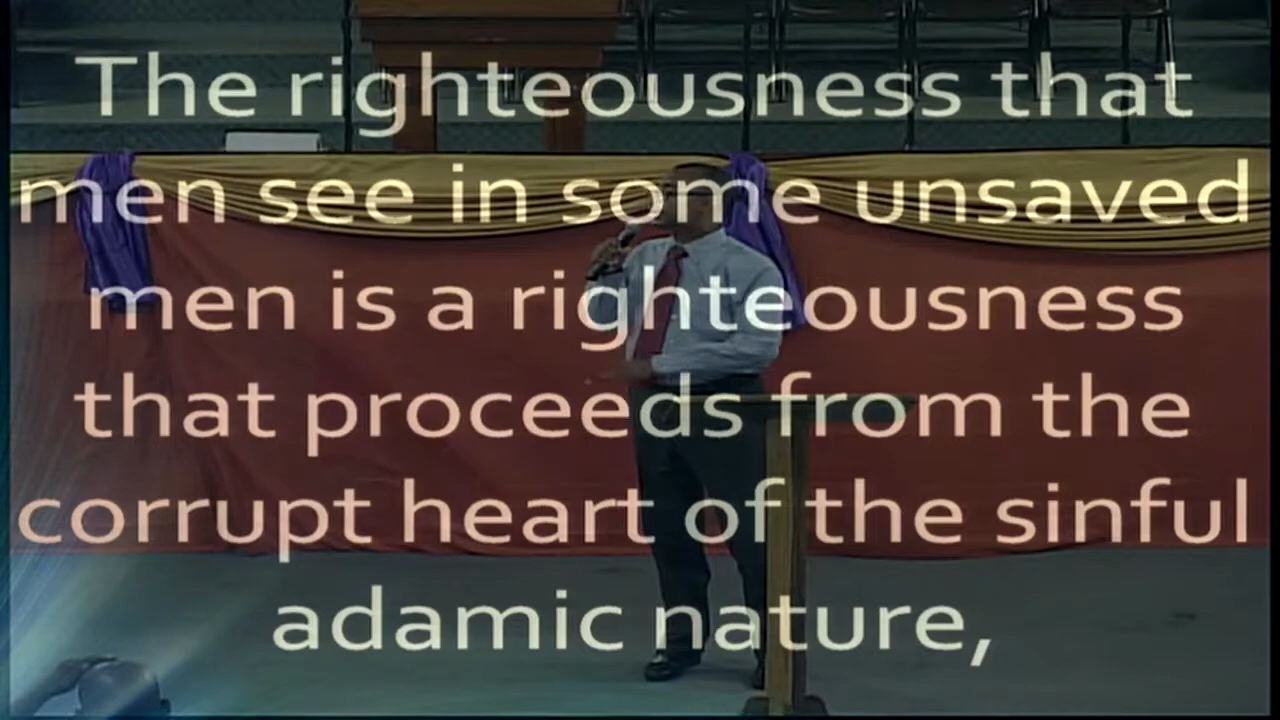 The righteousness that
men see in some unsaved
men is a righteousness
that proceeds from the
corrupt heart of the sinful
adamic nature,